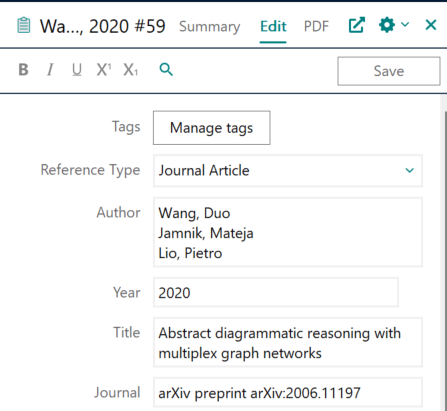 Wa..., 2020 #59 Summary Edit PDF
B I U X¹ X₁ Save
Tags Manage tags
Reference Type Journal Article
Author Wang, Duo
Jamnik, Mateja
Lio, Pietro
Year 2020
Title Abstract diagrammatic reasoning with
multiplex graph networks
Journal arXiv preprint arXiv:2006.11197